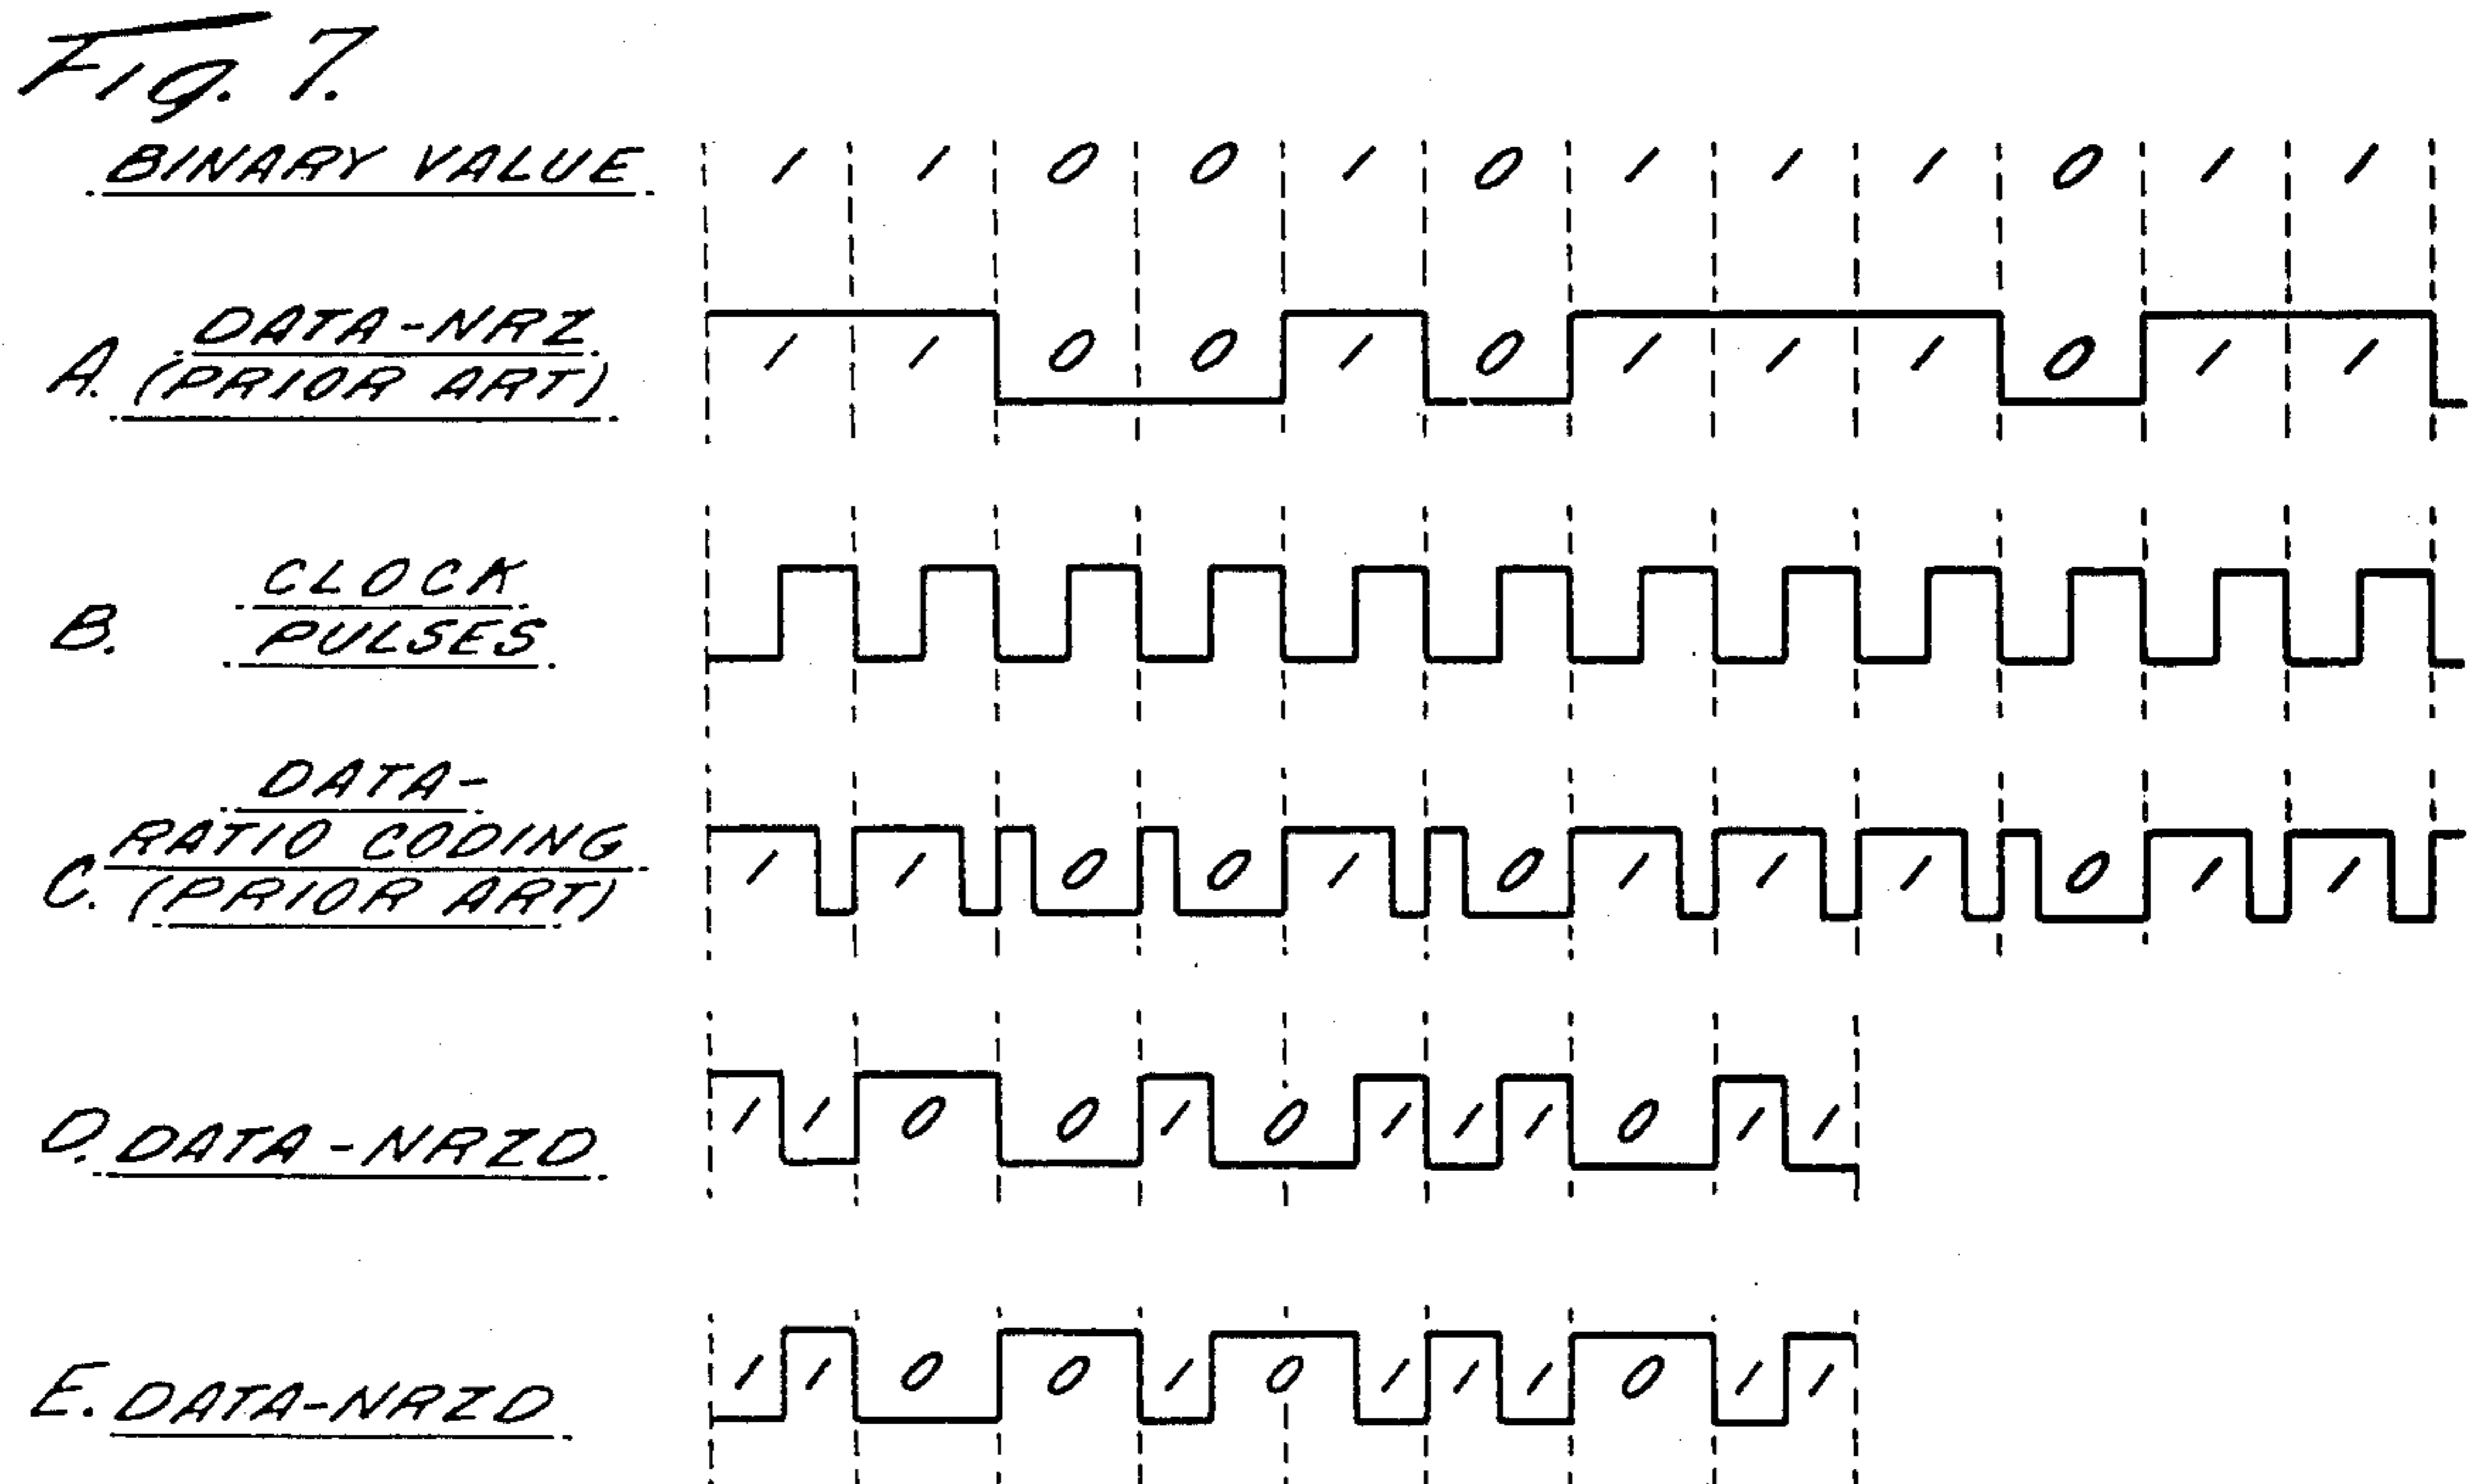 Fig. 7.
BINARY VALUE 1 1 0 0 1 0 1 1 1 0 1 1
DATA-NRZ
A. (PRIOR ART) 1 1 0 0 1 0 1 1 1 0 1 1
CLOCK
B. PULSES
DATA-
RATIO CODING
C. (PRIOR ART) 1 1 0 0 1 0 1 1 1 0 1 1
D. DATA-NRZD 1 1 0 0 1 0 1 1 1 0 1 1
E. DATA-NRZD 1 1 0 0 1 0 1 1 1 0 1 1